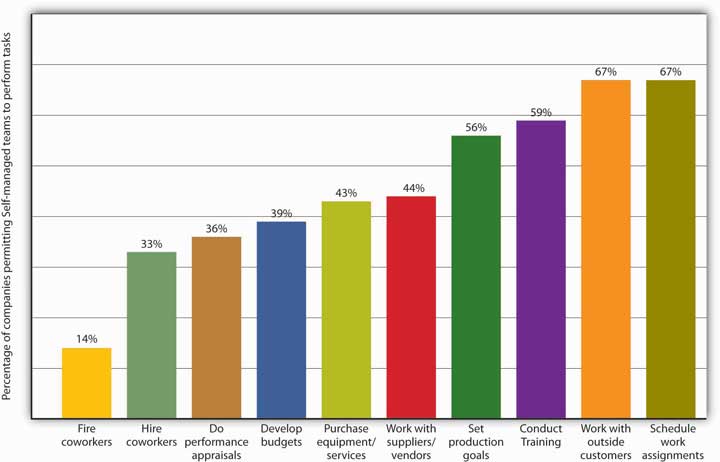 Percentage of companies permitting Self-managed teams to perform tasks
14%
33%
36%
39%
43%
44%
56%
59%
67%
67%
Fire
coworkers
Hire
coworkers
Do
performance
appraisals
Develop
budgets
Purchase
equipment/
services
Work with
suppliers/
vendors
Set
production
goals
Conduct
Training
Work with
outside
customers
Schedule
work
assignments